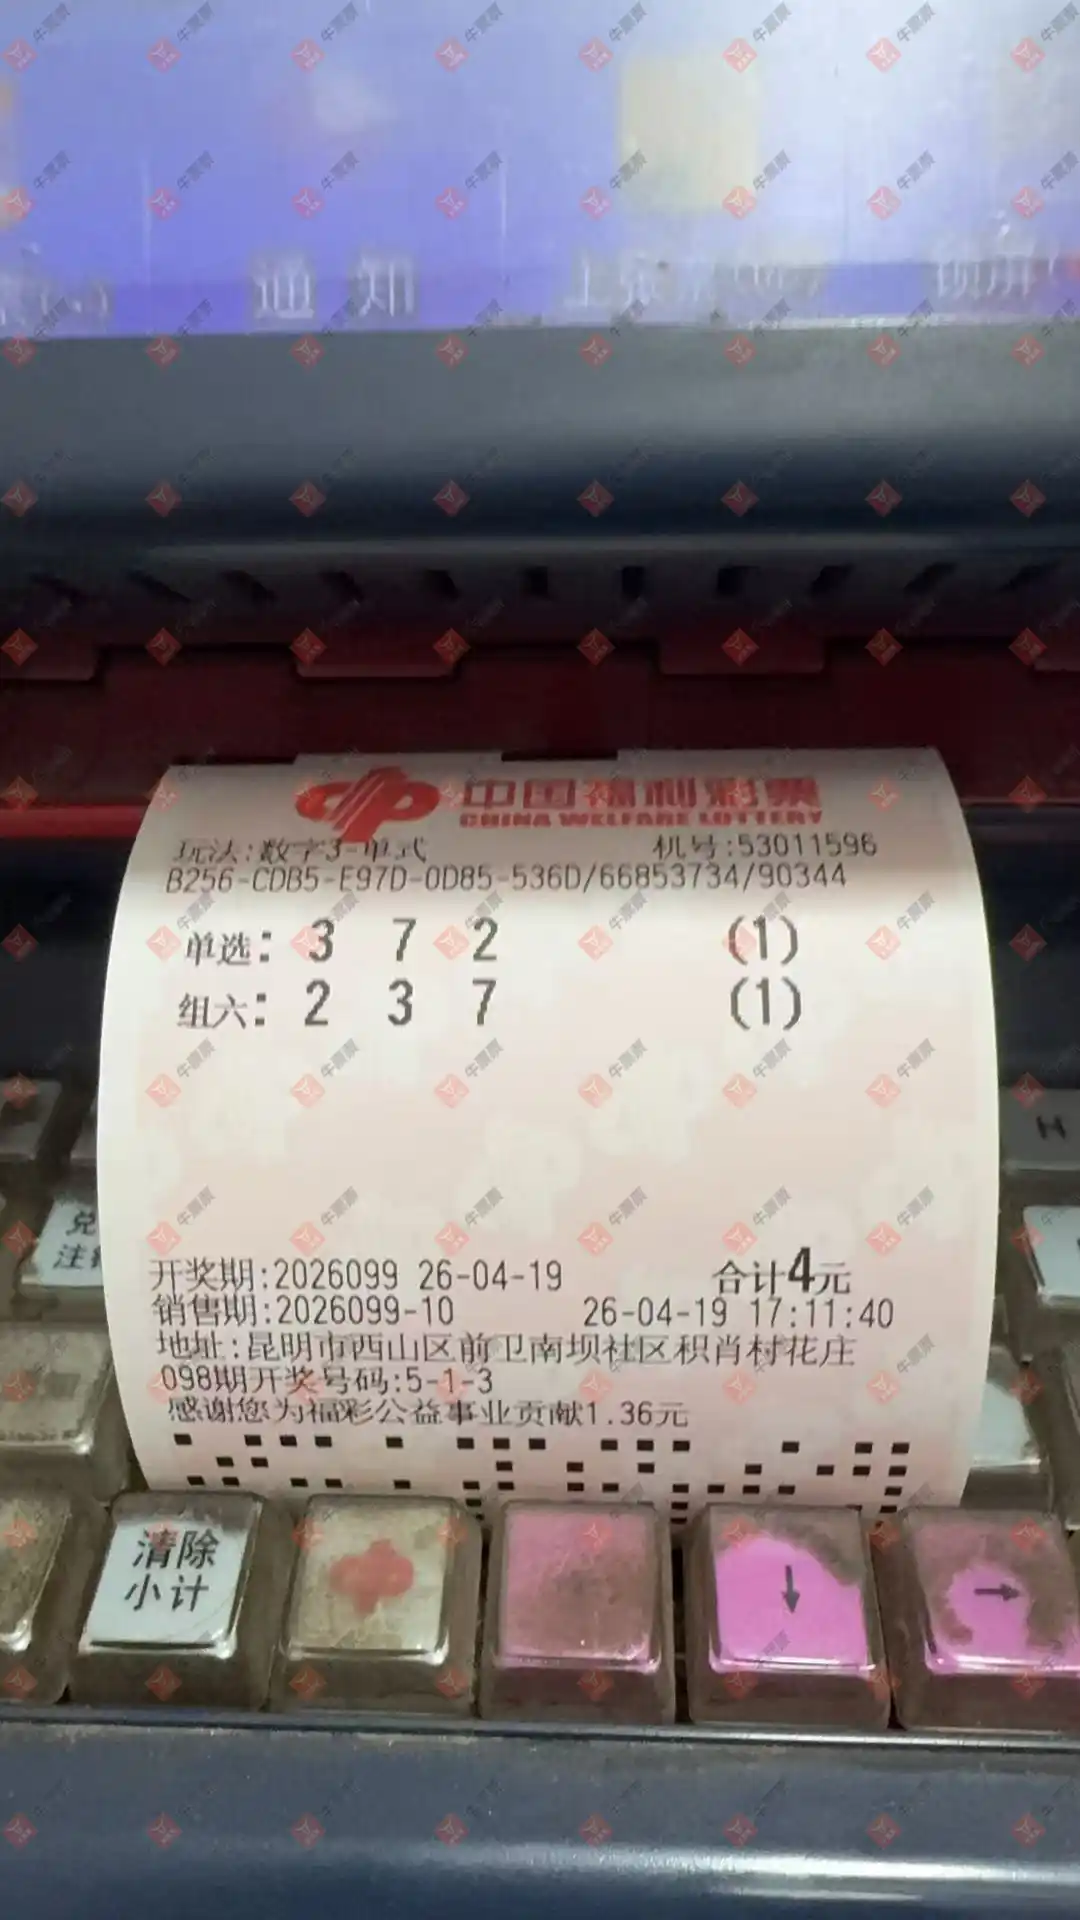 通 知
中国福利彩票
CHINA WELFARE LOTTERY
玩法:数字3-单式 机号:53011596
B256-CDB5-E97D-0D85-536D/66853734/90344
单选: 3 7 2 (1)
组六: 2 3 7 (1)
开奖期:2026099 26-04-19 合计4元
销售期:2026099-10 26-04-19 17:11:40
地址:昆明市西山区前卫南坝社区积肖村花庄
098期开奖号码:5-1-3
感谢您为福彩公益事业贡献1.36元
H
清除
小计
↓
→
牛票票